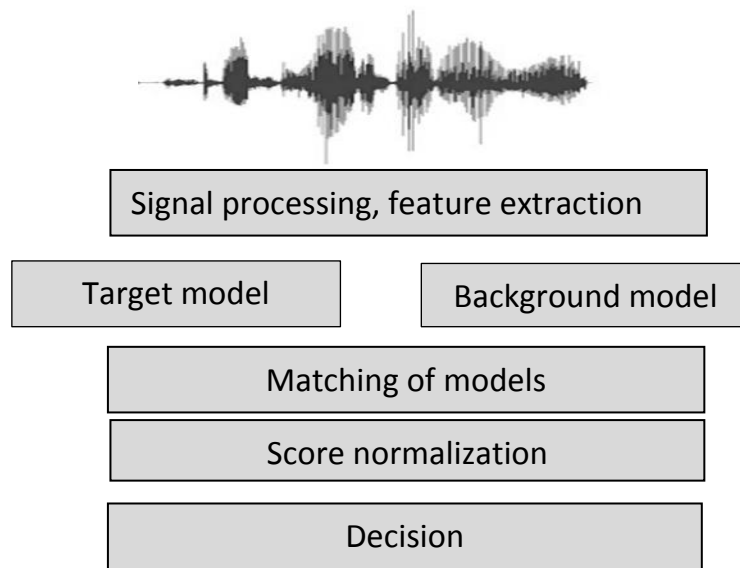 Signal processing, feature extraction
Target model
Background model
Matching of models
Score normalization
Decision